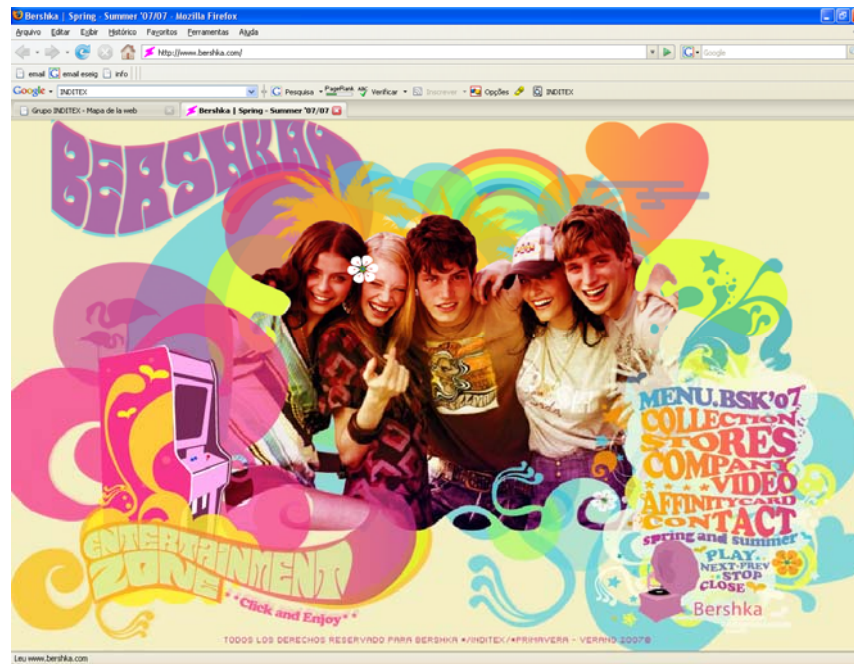 Bershka | Spring - Summer '07/07 - Mozilla Firefox
Arquivo Editar Exibir Histórico Favoritos Ferramentas Ajuda
http://www.bershka.com/
Google
email email eseig info
Google INDITEX Pesquisa PageRank Verificar Inscrever Opções INDITEX
Grupo INDITEX - Mapa de la web Bershka | Spring - Summer '07/07
BERSHKA
MENU.BSK'07
COLLECTION
STORES
COMPANY
VIDEO
AFFINITYCARD
CONTACT
spring and summer
PLAY..
NEXT-PREV
STOP
CLOSE
Bershka
ENTERTAINMENT
ZONE
**Click and Enjoy**
TODOS LOS DERECHOS RESERVADO PARA BERSHKA */INDITEX/*PRIMAVERA - VERANO 2007®
Leu www.bershka.com